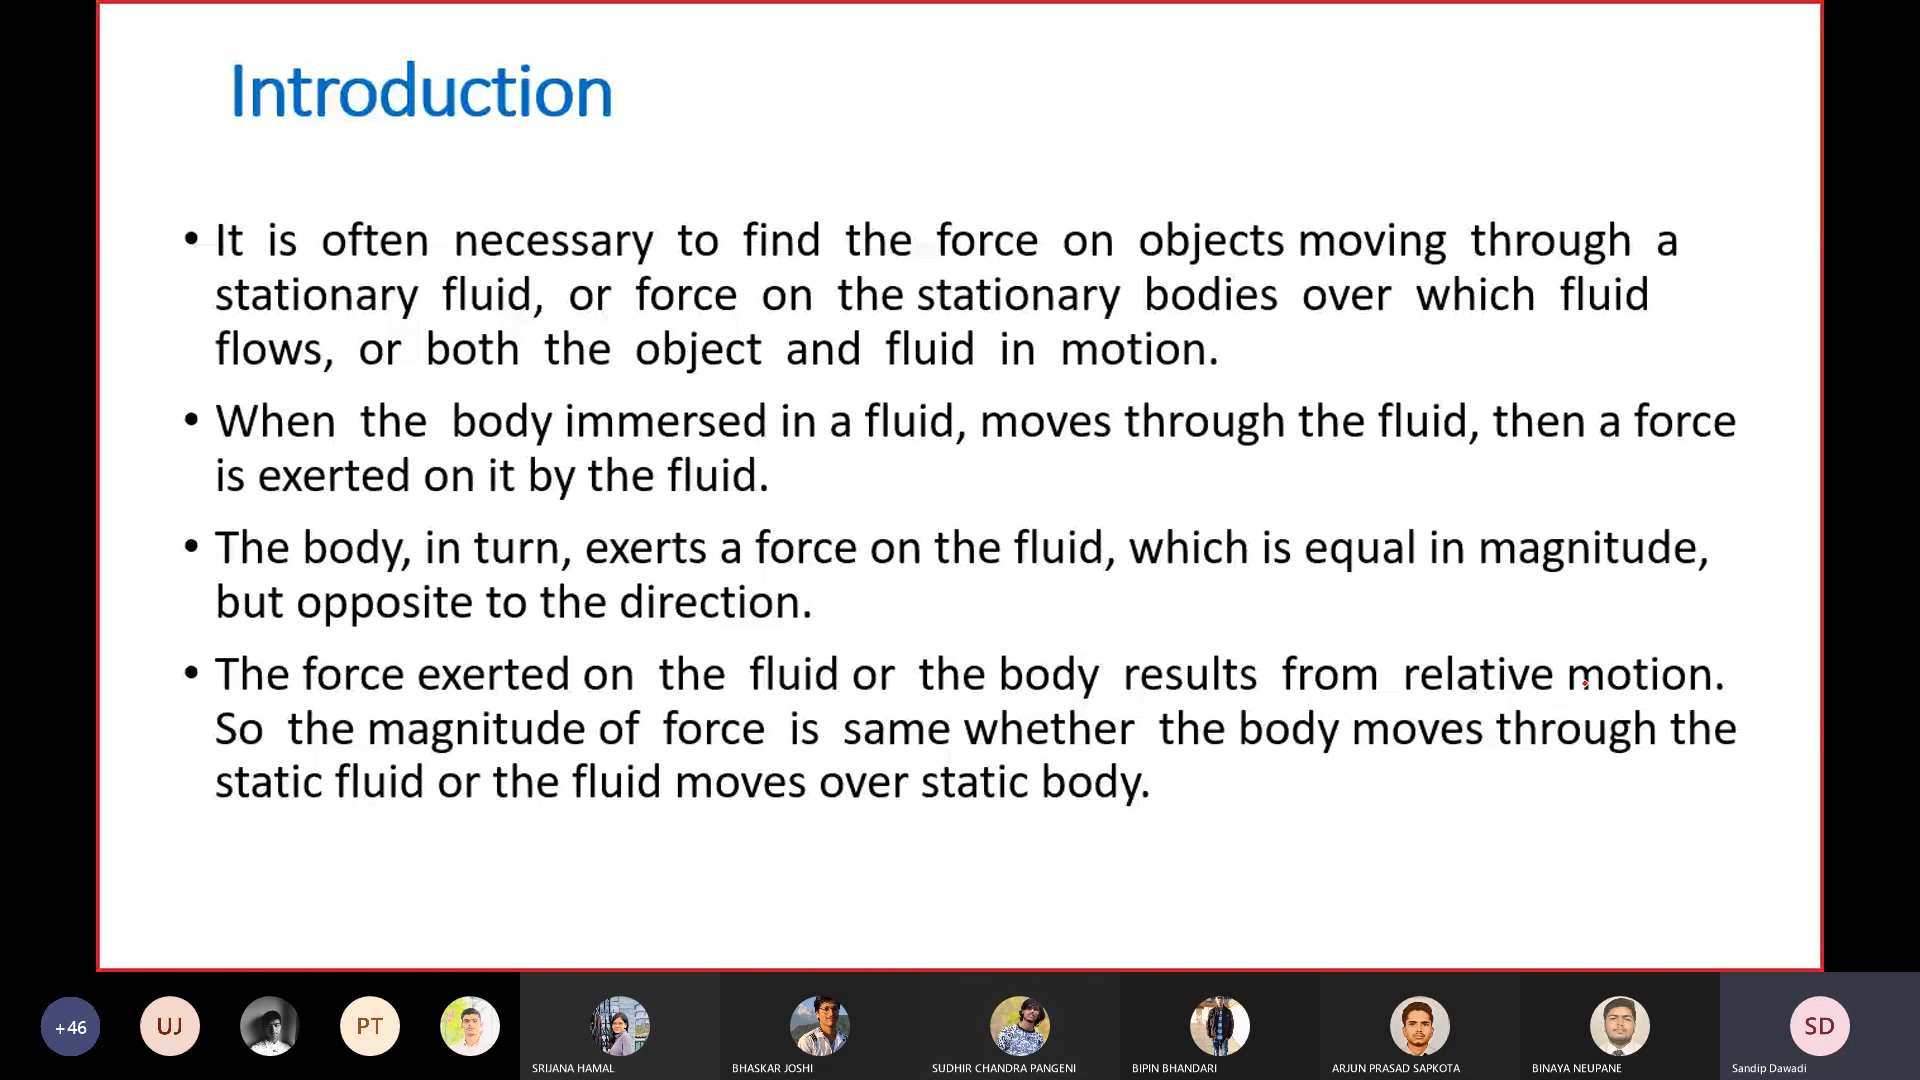 Introduction
• It is often necessary to find the force on objects moving through a
stationary fluid, or force on the stationary bodies over which fluid
flows, or both the object and fluid in motion.
• When the body immersed in a fluid, moves through the fluid, then a force
is exerted on it by the fluid.
• The body, in turn, exerts a force on the fluid, which is equal in magnitude,
but opposite to the direction.
• The force exerted on the fluid or the body results from relative motion.
So the magnitude of force is same whether the body moves through the
static fluid or the fluid moves over static body.
+46
UJ
PT
SD
SRIJANA HAMAL
BHASKAR JOSHI
SUDHIR CHANDRA PANGENI
BIPIN BHANDARI
ARJUN PRASAD SAPKOTA
BINAYA NEUPANE
Sandip Dawadi